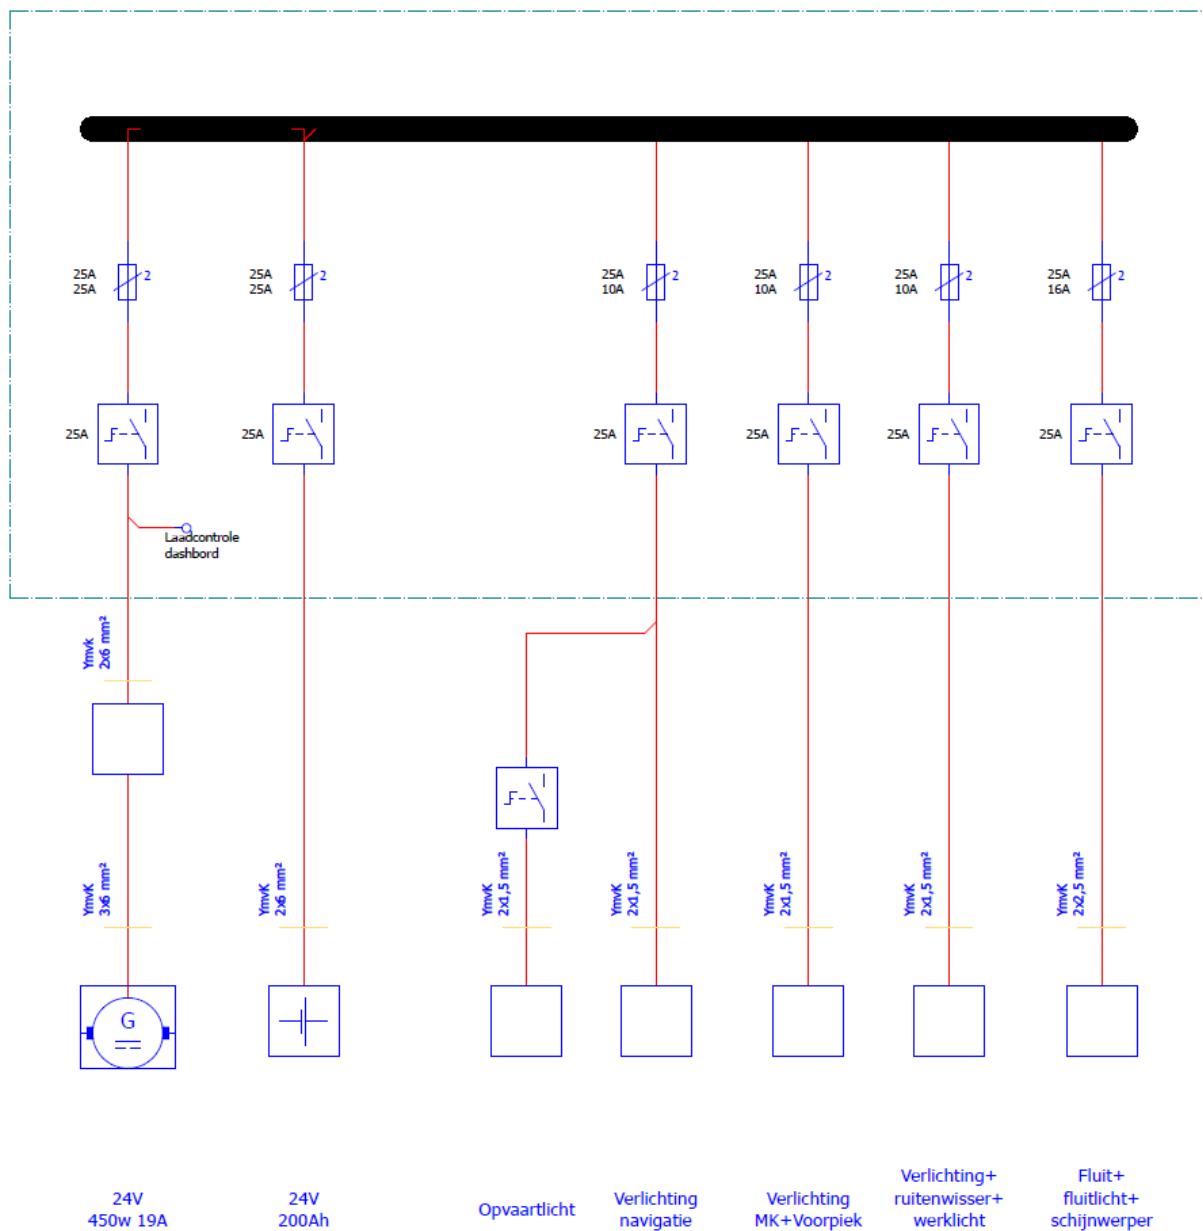 25A
25A
2
25A
25A
2
25A
10A
2
25A
10A
2
25A
10A
2
25A
16A
2
25A
25A
25A
25A
25A
25A
Laadcontrole
dashbord
Ymvk
2x6 mm²
YmvK
3x6 mm²
YmvK
2x6 mm²
YmvK
2x1,5 mm²
YmvK
2x1,5 mm²
YmvK
2x1,5 mm²
YmvK
2x1,5 mm²
YmvK
2x2,5 mm²
G
24V
450w 19A
24V
200Ah
Opvaartlicht
Verlichting
navigatie
Verlichting
MK+Voorpiek
Verlichting+
ruitenwisser+
werklicht
Fluit+
fluitlicht+
schijnwerper